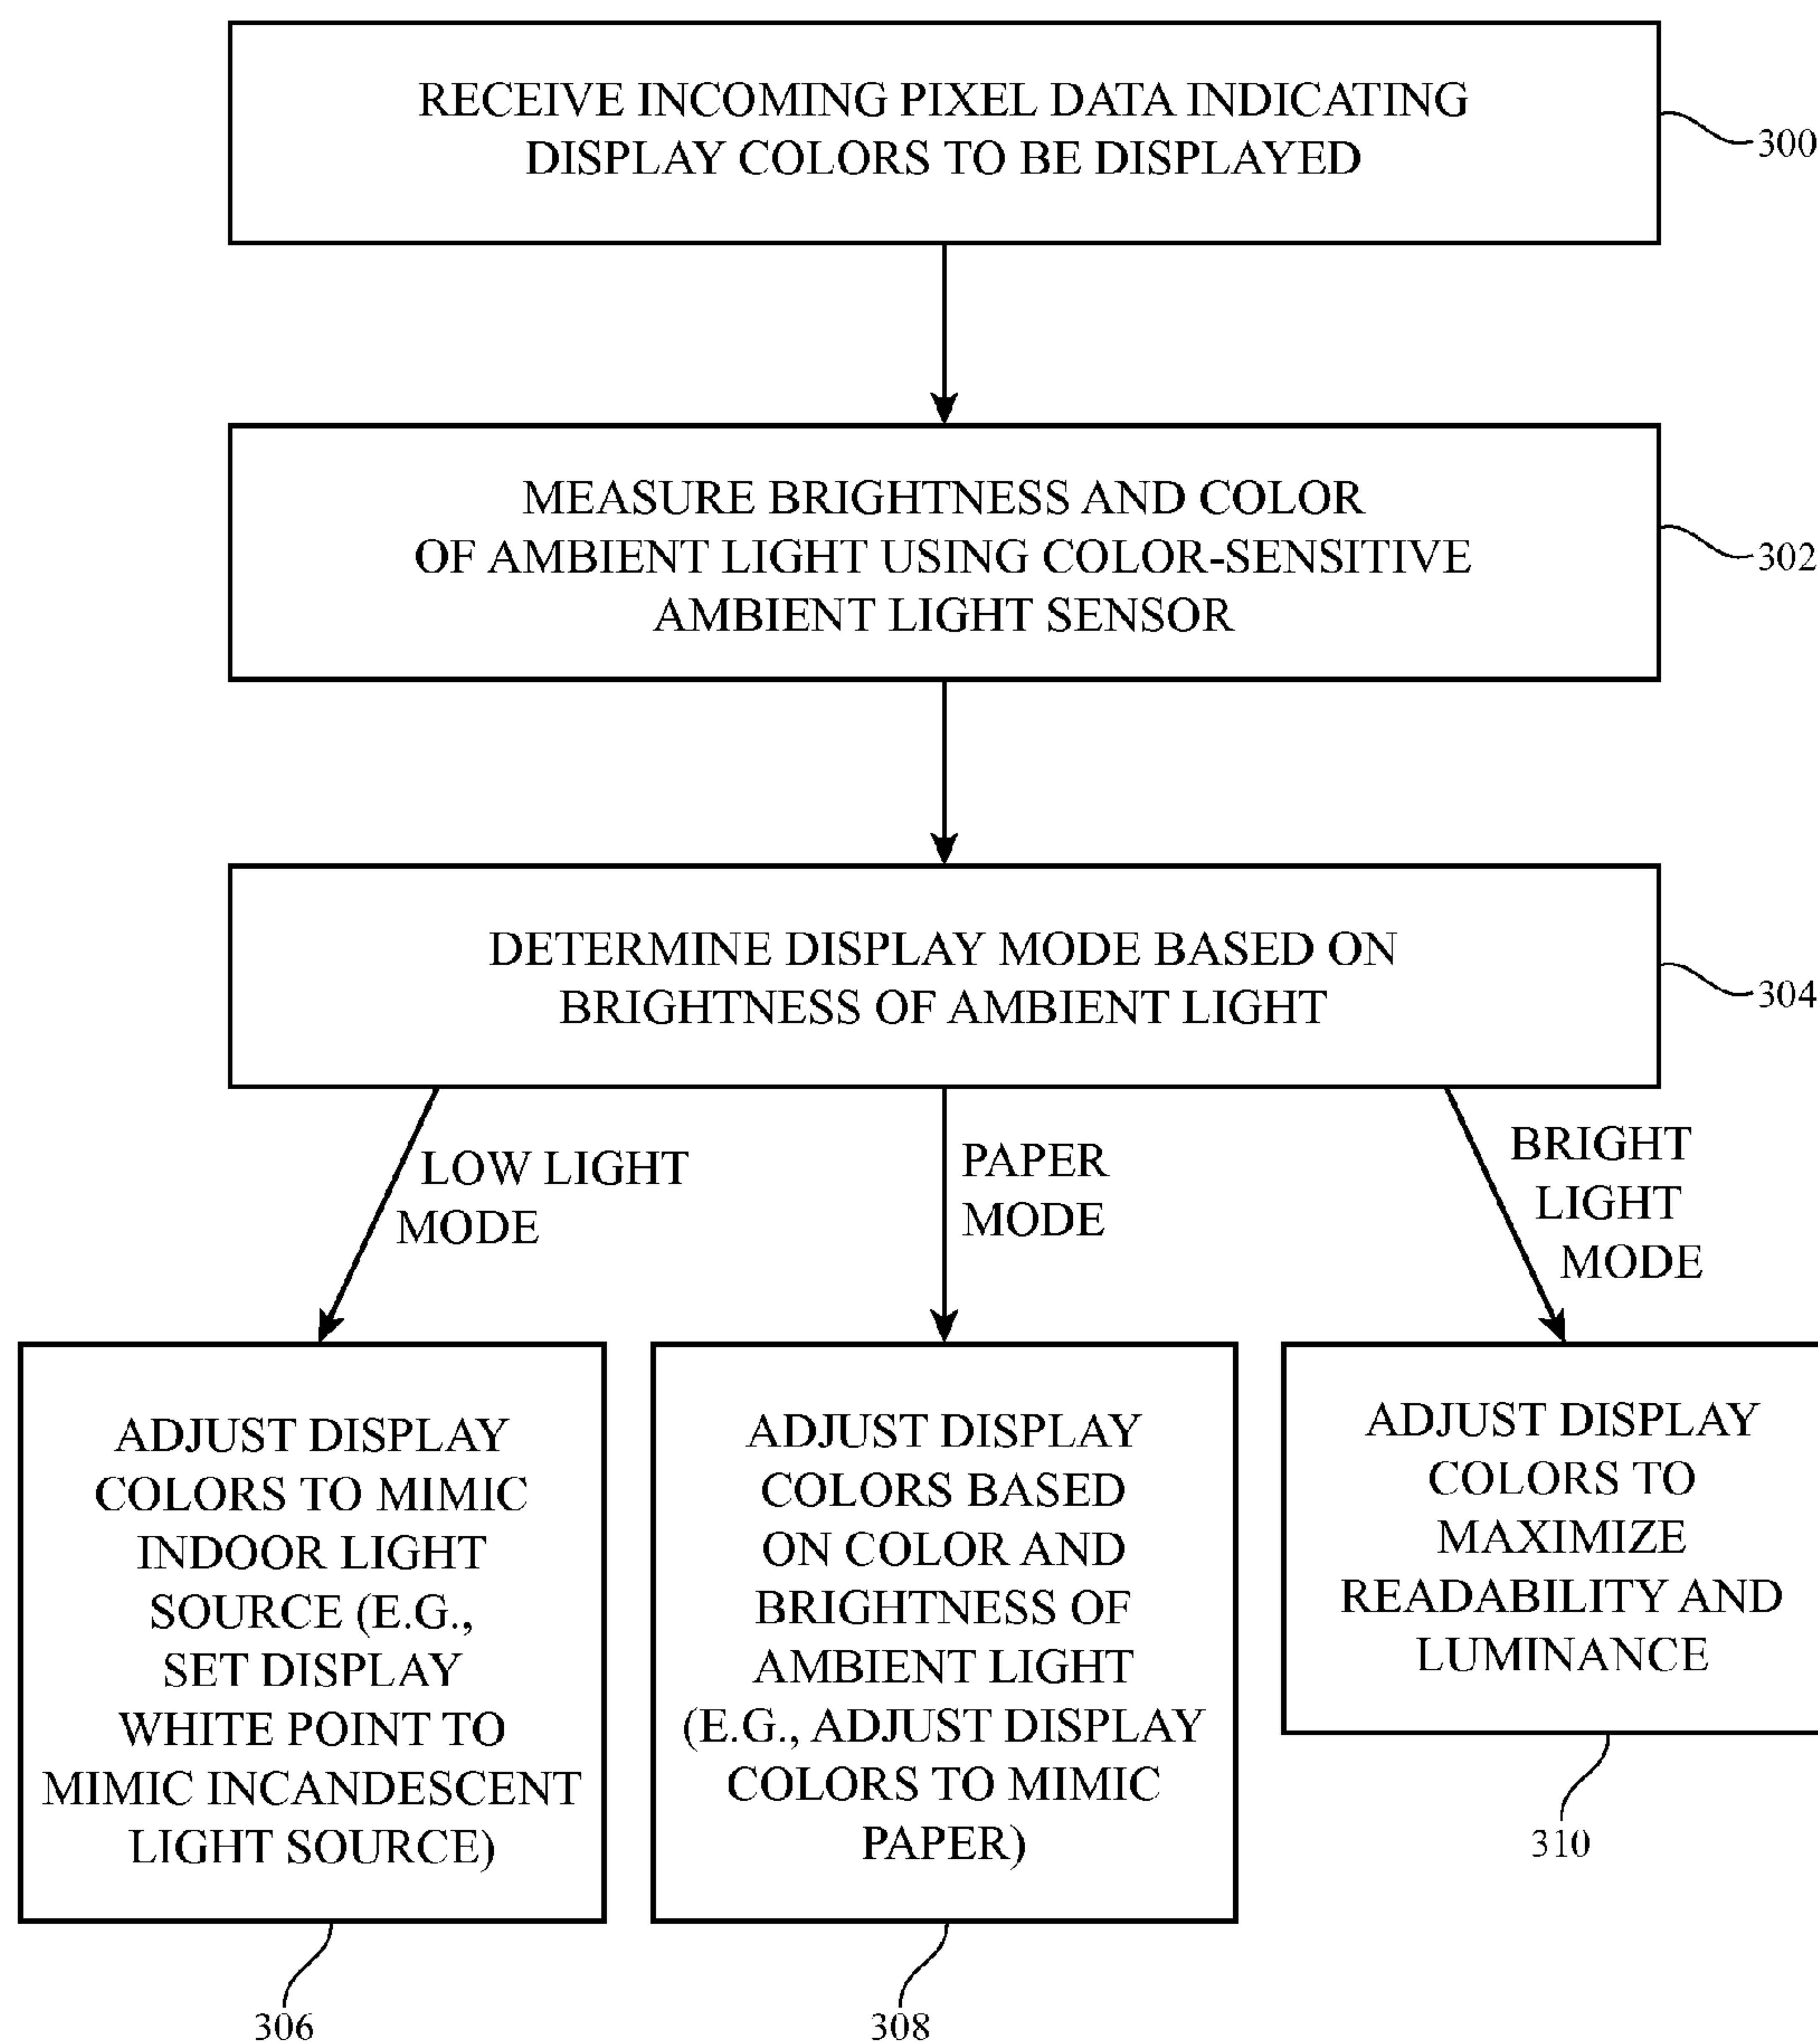 RECEIVE INCOMING PIXEL DATA INDICATING
DISPLAY COLORS TO BE DISPLAYED
300
MEASURE BRIGHTNESS AND COLOR
OF AMBIENT LIGHT USING COLOR-SENSITIVE
AMBIENT LIGHT SENSOR
302
DETERMINE DISPLAY MODE BASED ON
BRIGHTNESS OF AMBIENT LIGHT
304
LOW LIGHT
MODE
PAPER
MODE
BRIGHT
LIGHT
MODE
ADJUST DISPLAY
COLORS TO MIMIC
INDOOR LIGHT
SOURCE (E.G.,
SET DISPLAY
WHITE POINT TO
MIMIC INCANDESCENT
LIGHT SOURCE)
306
ADJUST DISPLAY
COLORS BASED
ON COLOR AND
BRIGHTNESS OF
AMBIENT LIGHT
(E.G., ADJUST DISPLAY
COLORS TO MIMIC
PAPER)
308
ADJUST DISPLAY
COLORS TO
MAXIMIZE
READABILITY AND
LUMINANCE
310